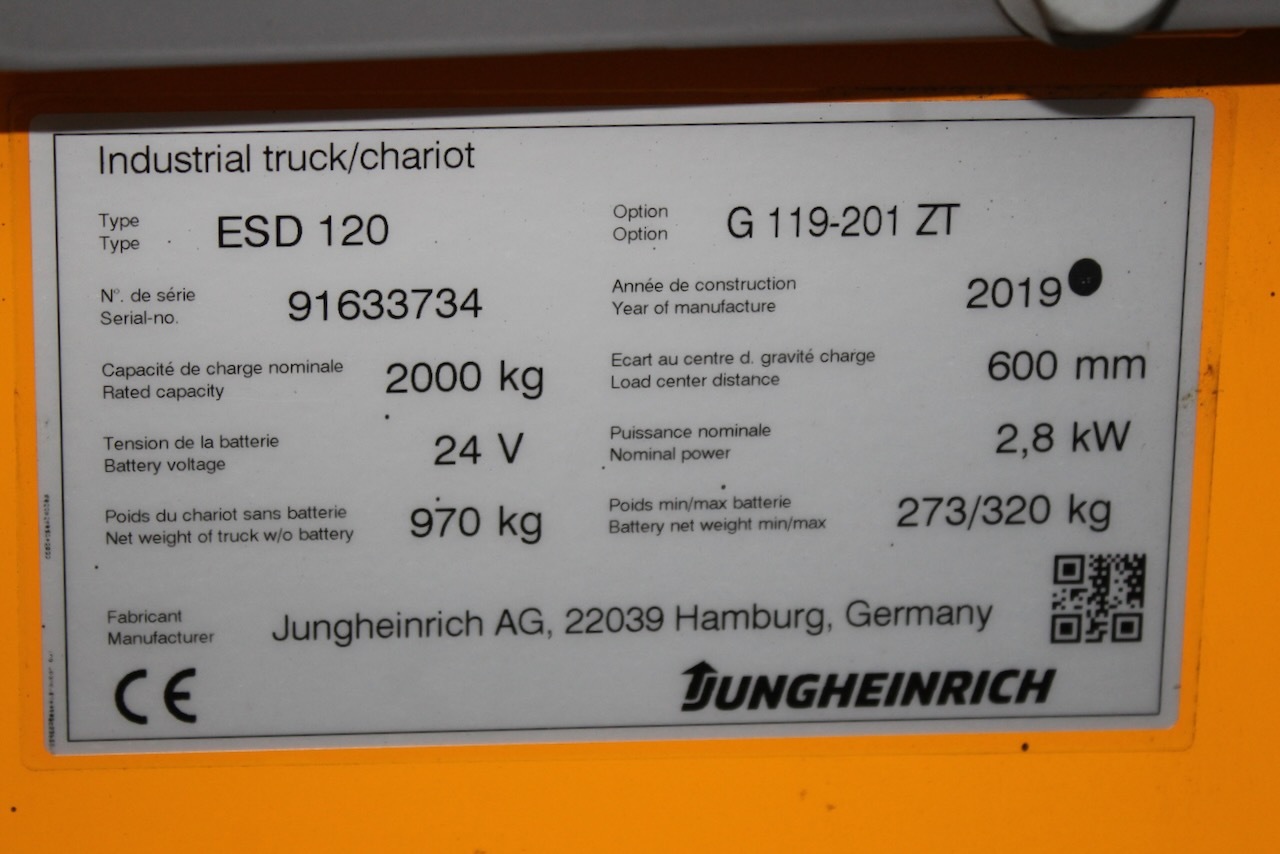 Industrial truck/chariot
Type
Type
ESD 120
Option
Option
G 119-201 ZT
N°. de série
Serial-no.
91633734
Année de construction
Year of manufacture
2019
Capacité de charge nominale
Rated capacity
2000 kg
Ecart au centre d. gravité charge
Load center distance
600 mm
Tension de la batterie
Battery voltage
24 V
Puissance nominale
Nominal power
2,8 kW
Poids du chariot sans batterie
Net weight of truck w/o battery
970 kg
Poids min/max batterie
Battery net weight min/max
273/320 kg
Fabricant
Manufacturer
Jungheinrich AG, 22039 Hamburg, Germany
CE
JUNGHEINRICH